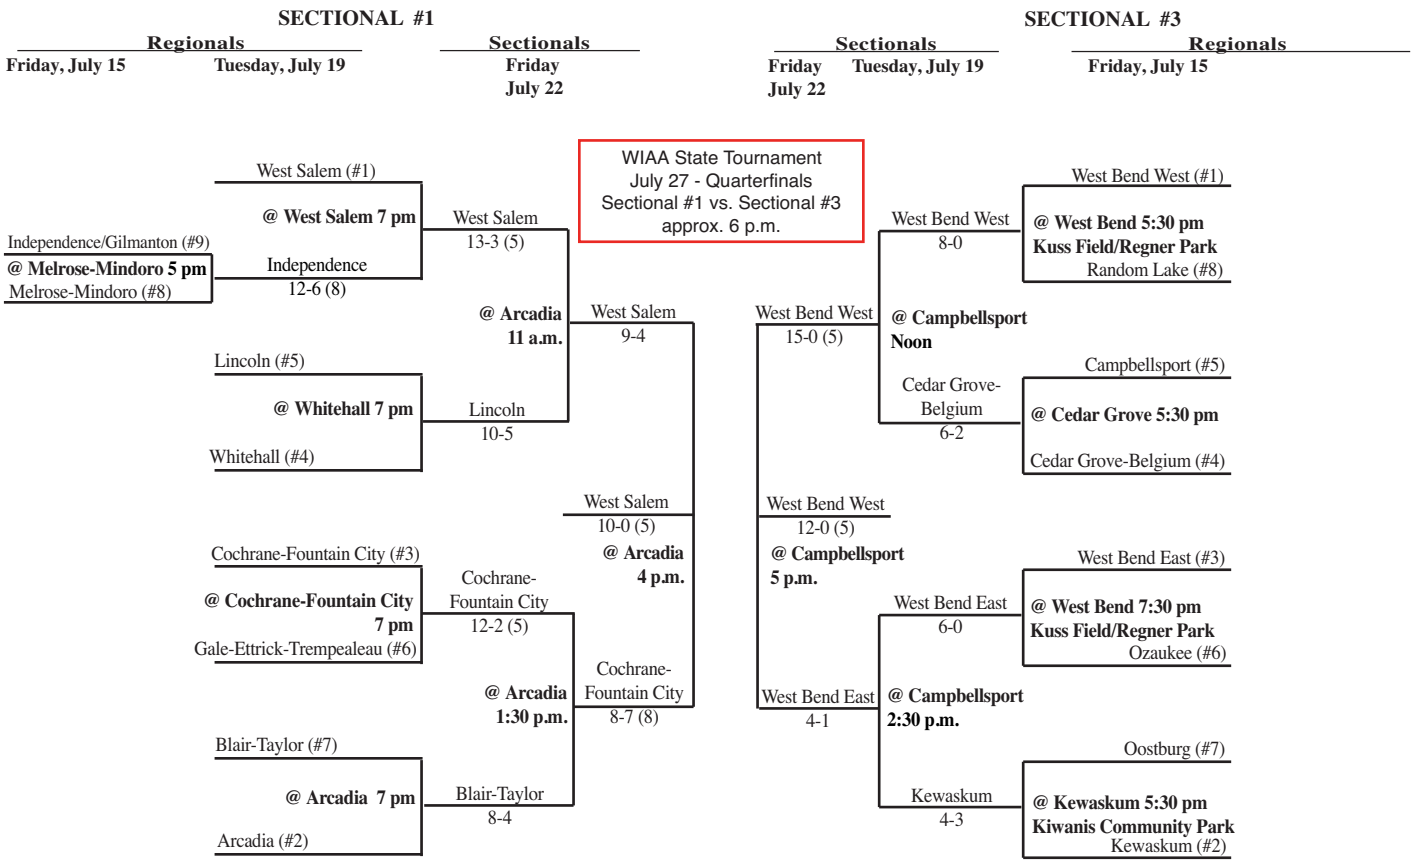 SECTIONAL #1
Regionals
Sectionals
Friday, July 15
Tuesday, July 19
Friday
July 22
West Salem (#1)
@ West Salem 7 pm
Independence/Gilmanton (#9)
@ Melrose-Mindoro 5 pm
Melrose-Mindoro (#8)
Independence
12-6 (8)
West Salem
13-3 (5)
@ Arcadia
11 a.m.
West Salem
9-4
Lincoln (#5)
@ Whitehall 7 pm
Whitehall (#4)
Lincoln
10-5
West Salem
10-0 (5)
@ Arcadia
4 p.m.
Cochrane-Fountain City (#3)
@ Cochrane-Fountain City
7 pm
Gale-Ettrick-Trempealeau (#6)
Cochrane-
Fountain City
12-2 (5)
@ Arcadia
1:30 p.m.
Cochrane-
Fountain City
8-7 (8)
Blair-Taylor (#7)
@ Arcadia 7 pm
Arcadia (#2)
Blair-Taylor
8-4
WIAA State Tournament
July 27 - Quarterfinals
Sectional #1 vs. Sectional #3
approx. 6 p.m.
SECTIONAL #3
Sectionals
Regionals
Friday
July 22
Tuesday, July 19
Friday, July 15
West Bend West (#1)
@ West Bend 5:30 pm
Kuss Field/Regner Park
Random Lake (#8)
West Bend West
8-0
West Bend West
15-0 (5)
@ Campbellsport
Noon
Cedar Grove-
Belgium
6-2
Campbellsport (#5)
@ Cedar Grove 5:30 pm
Cedar Grove-Belgium (#4)
West Bend West
12-0 (5)
@ Campbellsport
5 p.m.
West Bend East (#3)
@ West Bend 7:30 pm
Kuss Field/Regner Park
Ozaukee (#6)
West Bend East
6-0
West Bend East
4-1
@ Campbellsport
2:30 p.m.
Kewaskum
4-3
Oostburg (#7)
@ Kewaskum 5:30 pm
Kiwanis Community Park
Kewaskum (#2)